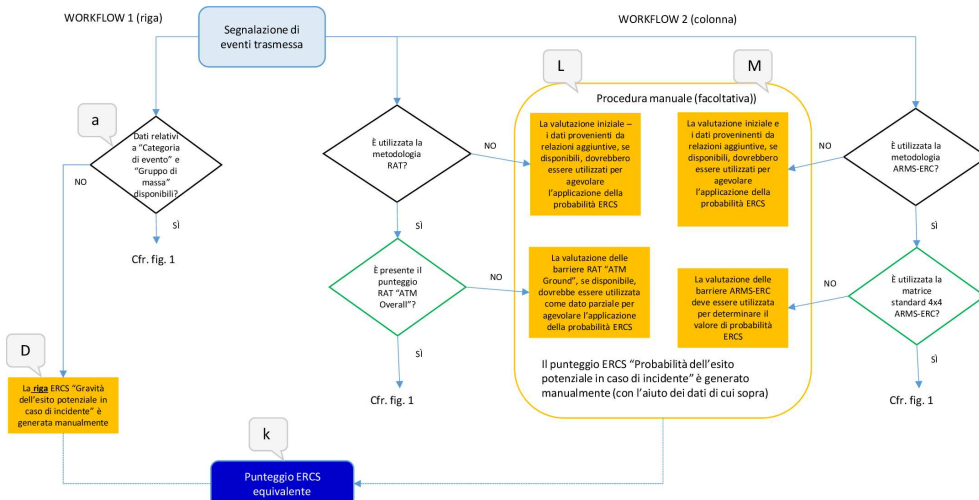 WORKFLOW 1 (riga)
Segnalazione di
eventi trasmessa
WORKFLOW 2 (colonna)
a
Dati relativi
a “Categoria
di evento” e
“Gruppo di
massa”
disponibili?
NO
SÌ
Cfr. fig. 1
D
La riga ERCS “Gravità
dell’esito potenziale in
caso di incidente” è
generata manualmente
È utilizzata la
metodologia
RAT?
NO
SÌ
È presente il
punteggio
RAT “ATM
Overall”?
NO
SÌ
Cfr. fig. 1
L
M
Procedura manuale (facoltativa))
La valutazione iniziale –
i dati provenienti da
relazioni aggiuntive, se
disponibili, dovrebbero
essere utilizzati per
agevolare
l’applicazione della
probabilità ERCS
La valutazione iniziale e
i dati proveninenti da
relazioni aggiuntive, se
disponibili, dovrebbero
essere utilizzati per
agevolare
l’applicazione della
probabilità ERCS
La valutazione delle
barriere RAT “ATM
Ground”, se disponibile,
dovrebbe essere utilizzata
come dato parziale per
agevolare l’applicazione
della probabilità ERCS
La valutazione delle
barriere ARMS-ERC
deve essere utilizzata
per determinare il
valore di probabilità
ERCS
Il punteggio ERCS “Probabilità dell’esito
potenziale in caso di incidente” è generato
manualmente (con l’aiuto dei dati di cui sopra)
È utilizzata la
metodologia
ARMS-ERC?
NO
SÌ
È utilizzata la
matrice
standard 4x4
ARMS-ERC?
NO
SÌ
Cfr. fig. 1
k
Punteggio ERCS
equivalente